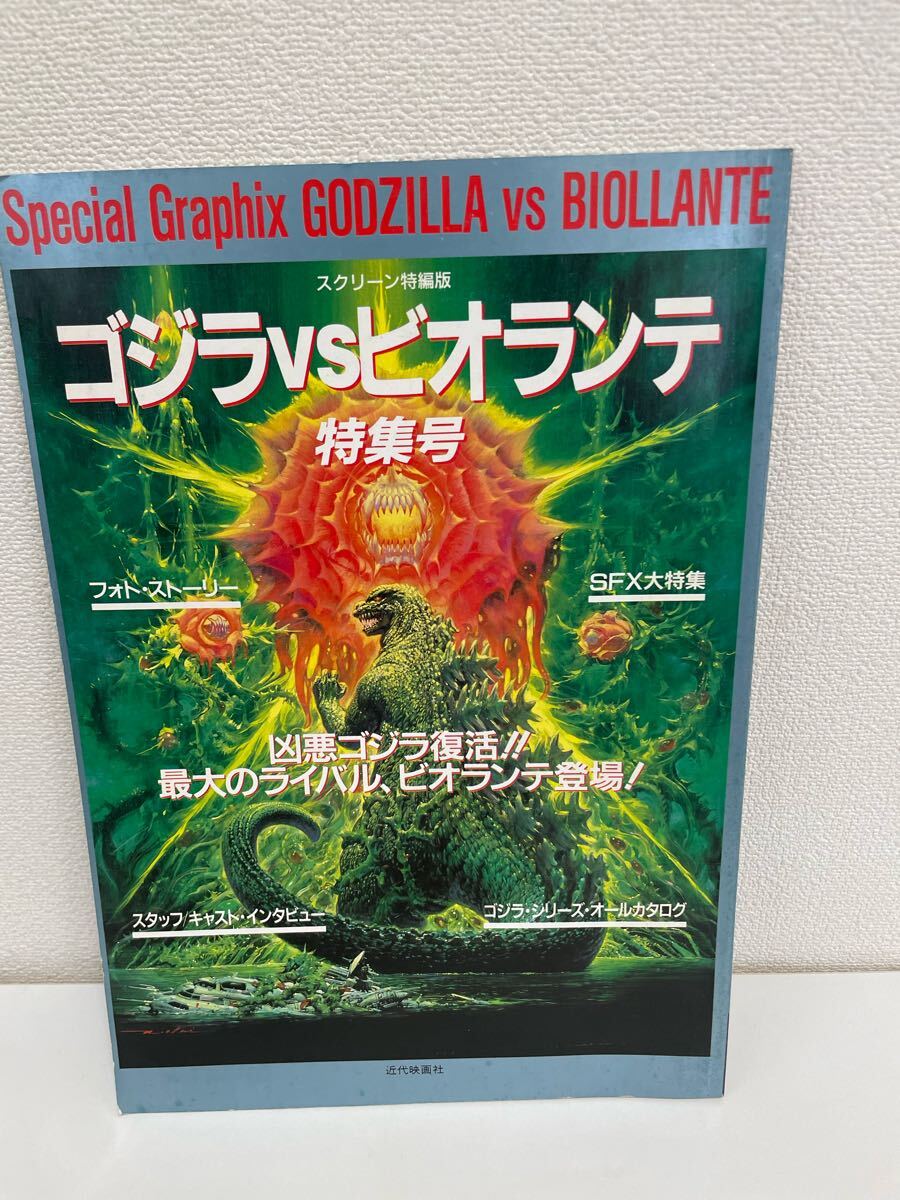 Special Graphix GODZILLA vs BIOLLANTE
スクリーン特編版
ゴジラvsビオランテ
特集号
フォト・ストーリー
SFX大特集
凶悪ゴジラ復活!!
最大のライバル、ビオランテ登場!
スタッフ/キャスト・インタビュー
ゴジラ・シリーズ・オールカタログ
近代映画社